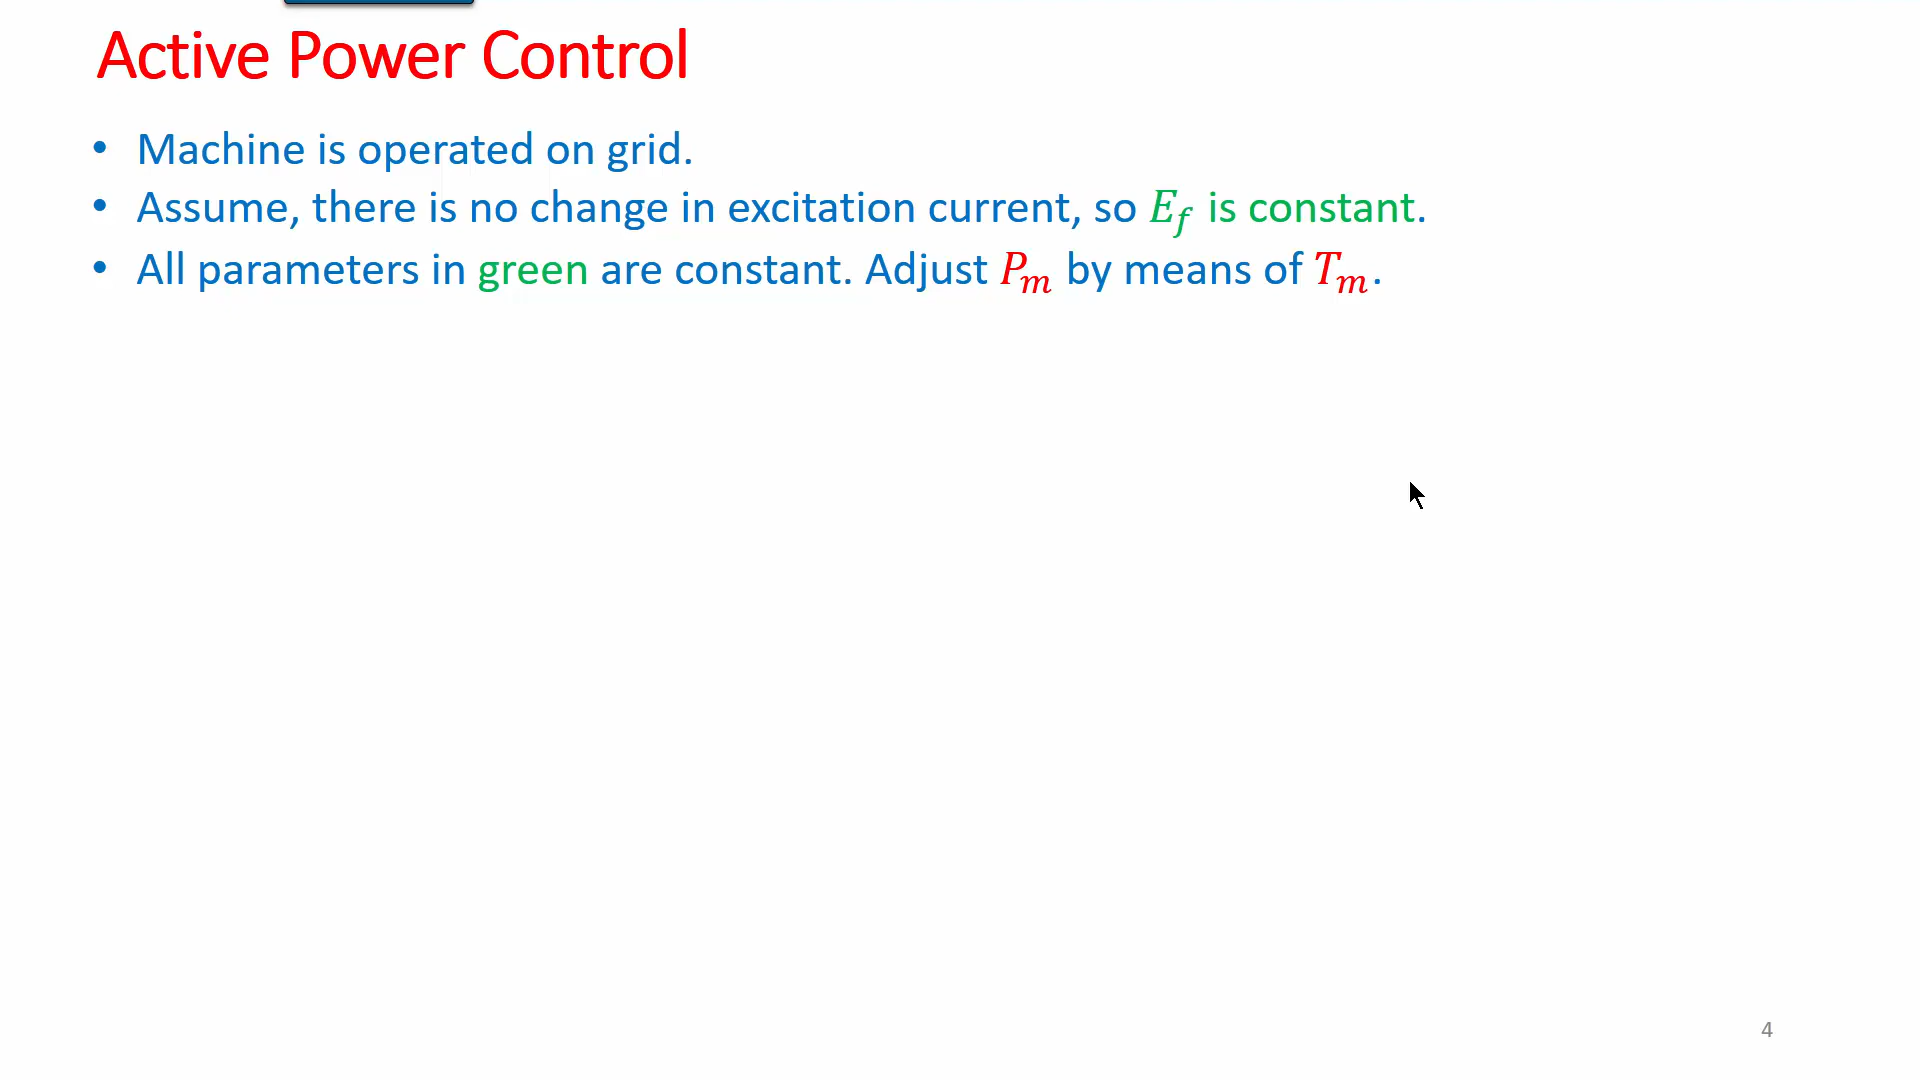 Active Power Control
• Machine is operated on grid.
• Assume, there is no change in excitation current, so E_f is constant.
• All parameters in green are constant. Adjust P_m by means of T_m.
4